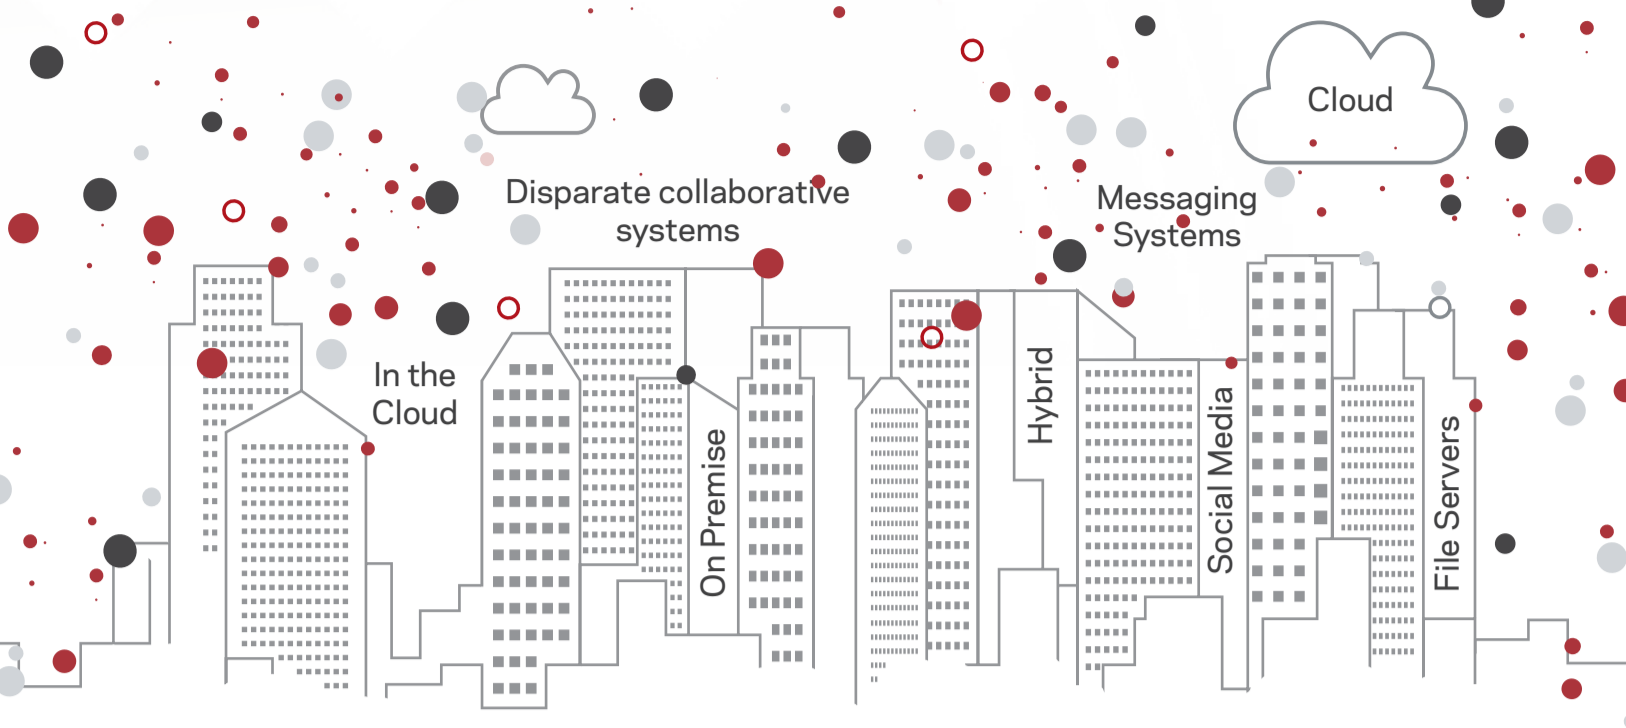 Cloud
Disparate collaborative
systems
Messaging
Systems
In the
Cloud
On Premise
Hybrid
Social Media
File Servers